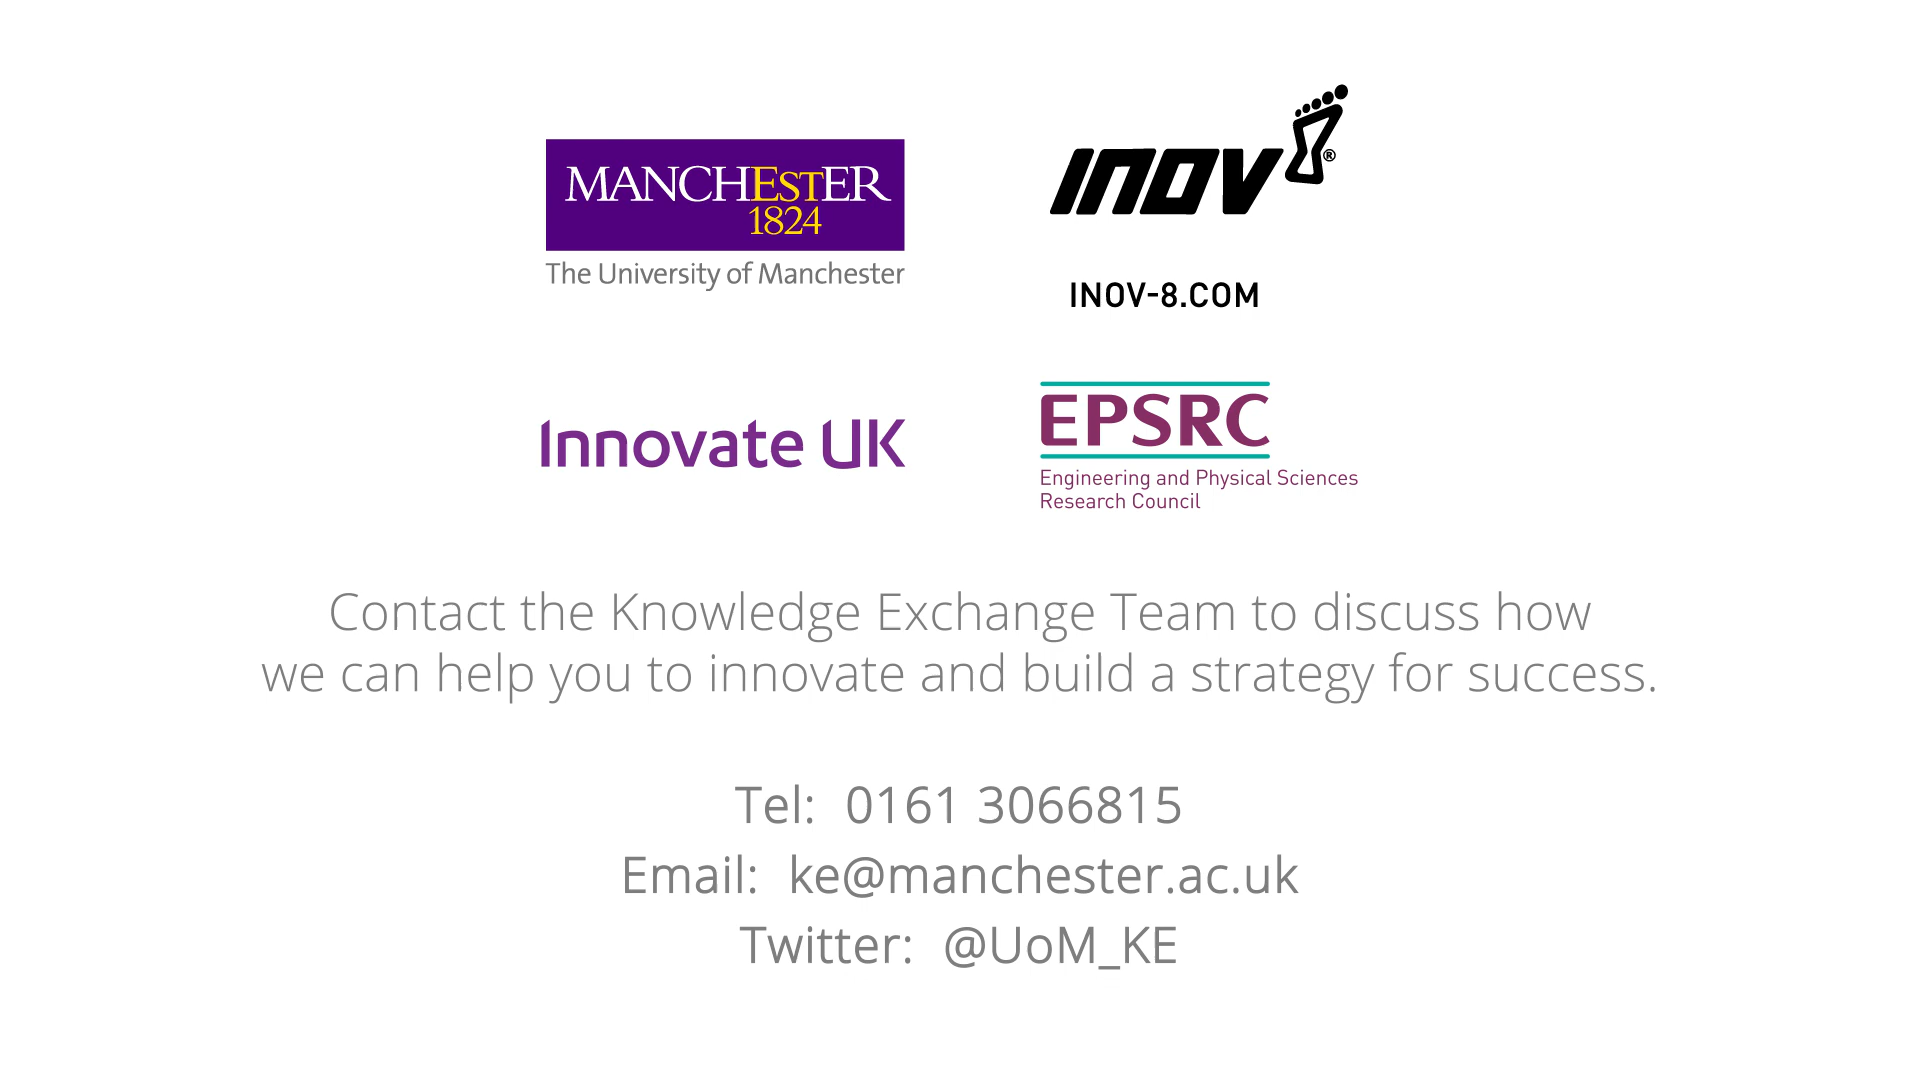 MANCHEstER
1824
The University of Manchester
INOV ®
INOV-8.COM
Innovate UK
EPSRC
Engineering and Physical Sciences
Research Council
Contact the Knowledge Exchange Team to discuss how
we can help you to innovate and build a strategy for success.
Tel: 0161 3066815
Email: ke@manchester.ac.uk
Twitter: @UoM_KE